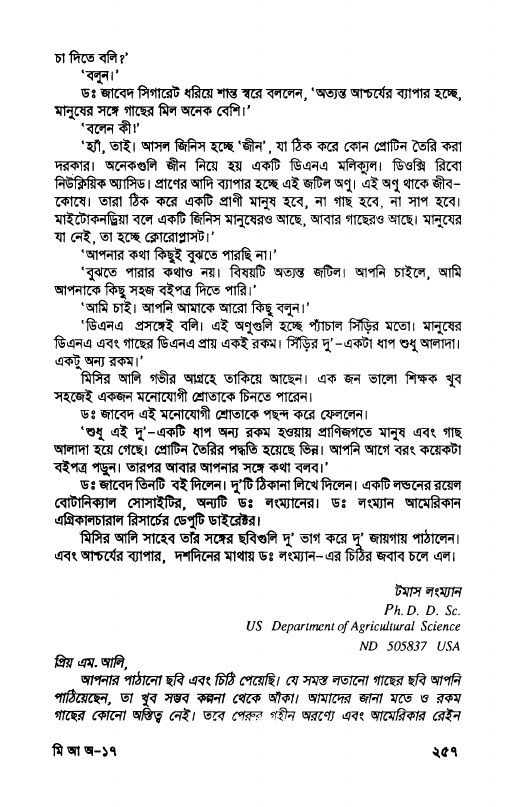 চা দিতে বলি?’
‘বলুন।’
ডঃ জাবেদ সিগারেট ধরিয়ে শান্ত স্বরে বললেন, ‘অত্যন্ত আশ্চর্যের ব্যাপার হচ্ছে,
মানুষের সঙ্গে গাছের মিল অনেক বেশি।’
‘বলেন কী!’
‘হ্যাঁ, তাই। আসল জিনিস হচ্ছে ‘জীন’, যা ঠিক করে কোন প্রোটিন তৈরি করা
দরকার। অনেকগুলি জীন নিয়ে হয় একটি ডিএনএ মলিক্যুল। ডিওক্সি রিবো
নিউক্লিয়িক অ্যাসিড। প্রাণের আদি ব্যাপার হচ্ছে এই জটিল অণু। এই অণু থাকে জীব–
কোষে। তারা ঠিক করে একটি প্রাণী মানুষ হবে, না গাছ হবে, না সাপ হবে।
মাইটোকনড্রিয়া বলে একটি জিনিস মানুষেরও আছে, আবার গাছেরও আছে। মানুষের
যা নেই, তা হচ্ছে ক্লোরোপ্লাসট।’
‘আপনার কথা কিছুই বুঝতে পারছি না।’
‘বুঝতে পারার কথাও নয়। বিষয়টি অত্যন্ত জটিল। আপনি চাইলে, আমি
আপনাকে কিছু সহজ বইপত্র দিতে পারি।’
‘আমি চাই। আপনি আমাকে আরো কিছু বলুন।’
‘ডিএনএ প্রসঙ্গেই বলি। এই অণুগুলি হচ্ছে প্যাঁচাল সিঁড়ির মতো। মানুষের
ডিএনএ এবং গাছের ডিএনএ প্রায় একই রকম। সিঁড়ির দু’–একটা ধাপ শুধু আলাদা।
একটু অন্য রকম।’
মিসির আলি গভীর আগ্রহে তাকিয়ে আছেন। এক জন ভালো শিক্ষক খুব
সহজেই একজন মনোযোগী শ্রোতাকে চিনতে পারেন।
ডঃ জাবেদ এই মনোযোগী শ্রোতাকে পছন্দ করে ফেললেন।
‘শুধু এই দু’–একটি ধাপ অন্য রকম হওয়ায় প্রাণিজগতে মানুষ এবং গাছ
আলাদা হয়ে গেছে। প্রোটিন তৈরির পদ্ধতি হয়েছে ভিন্ন। আপনি আগে বরং কয়েকটা
বইপত্র পড়ুন। তারপর আবার আপনার সঙ্গে কথা বলব।’
ডঃ জাবেদ তিনটি বই দিলেন। দু’টি ঠিকানা লিখে দিলেন। একটি লন্ডনের রয়েল
বোটানিক্যাল সোসাইটির, অন্যটি ডঃ লংম্যানের। ডঃ লংম্যান আমেরিকান
এগ্রিকালচারাল রিসার্চের ডেপুটি ডাইরেক্টর।
মিসির আলি সাহেব তাঁর সঙ্গের ছবিগুলি দু’ ভাগ করে দু’ জায়গায় পাঠালেন।
এবং আশ্চর্যের ব্যাপার, দশদিনের মাথায় ডঃ লংম্যান–এর চিঠির জবাব চলে এল।
টমাস লংম্যান
Ph. D. D. Sc.
US Department of Agricultural Science
ND 505837 USA
প্রিয় এম. আলি,
আপনার পাঠানো ছবি এবং চিঠি পেয়েছি। যে সমস্ত লতানো গাছের ছবি আপনি
পাঠিয়েছেন, তা খুব সম্ভব কল্পনা থেকে আঁকা। আমাদের জানা মতে ও রকম
গাছের কোনো অস্তিত্ব নেই। তবে পেরুর গহীন অরণ্যে এবং আমেরিকার রেইন
মি আ অ–১৭
২৫৭